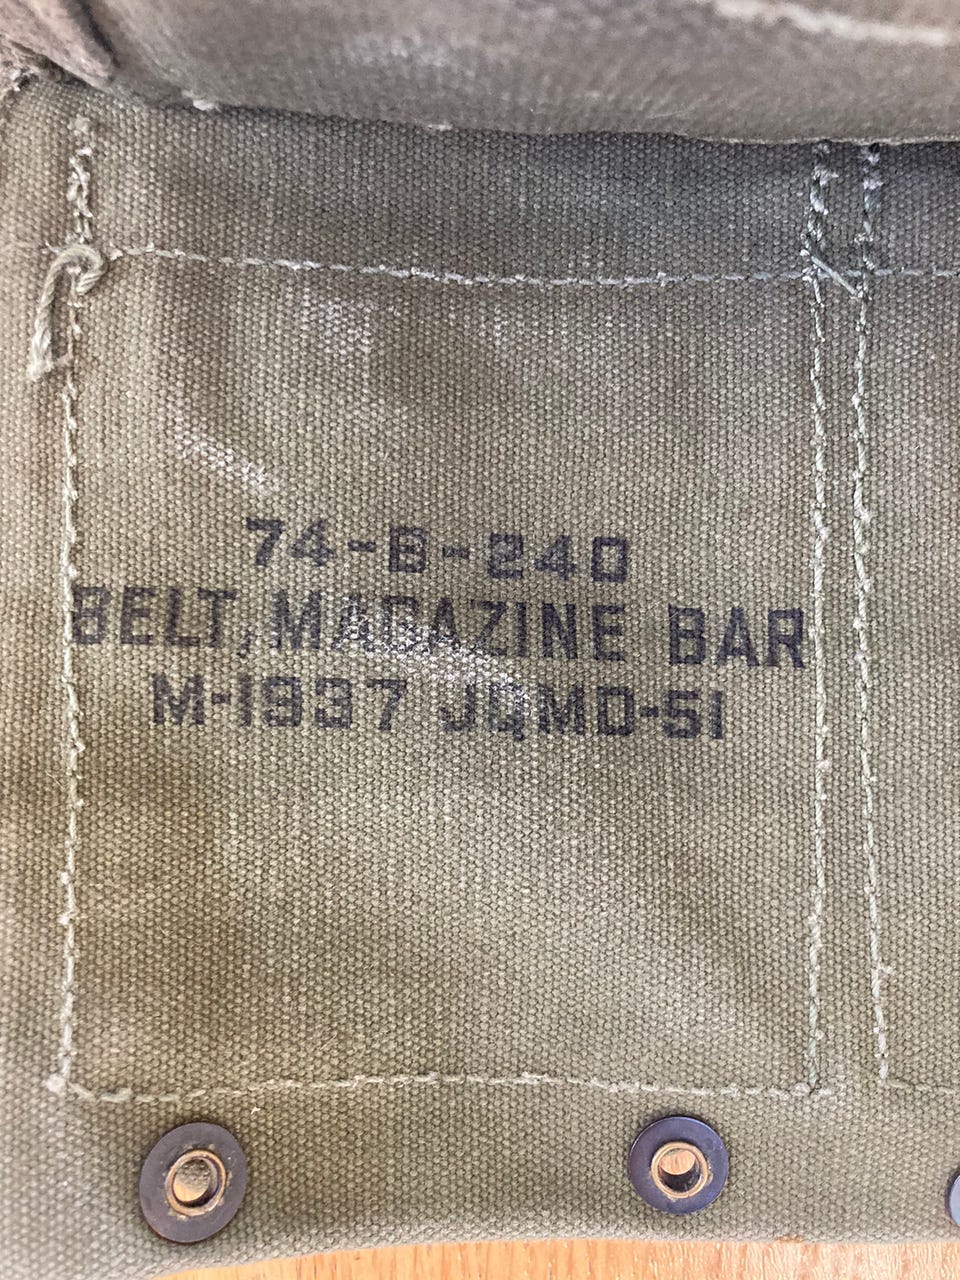 74-B-240
BELT, MAGAZINE BAR
M-1937 JQMD-51